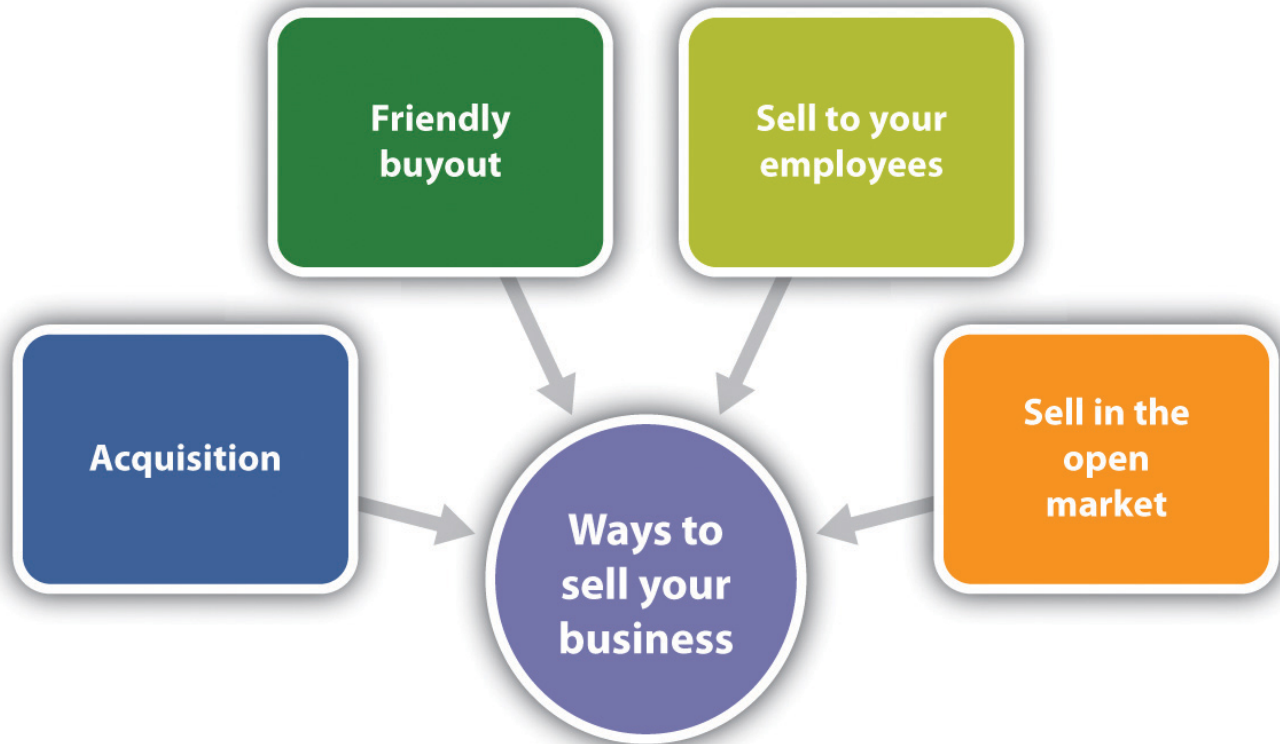 Friendly
buyout
Sell to your
employees
Acquisition
Sell in the
open
market
Ways to
sell your
business